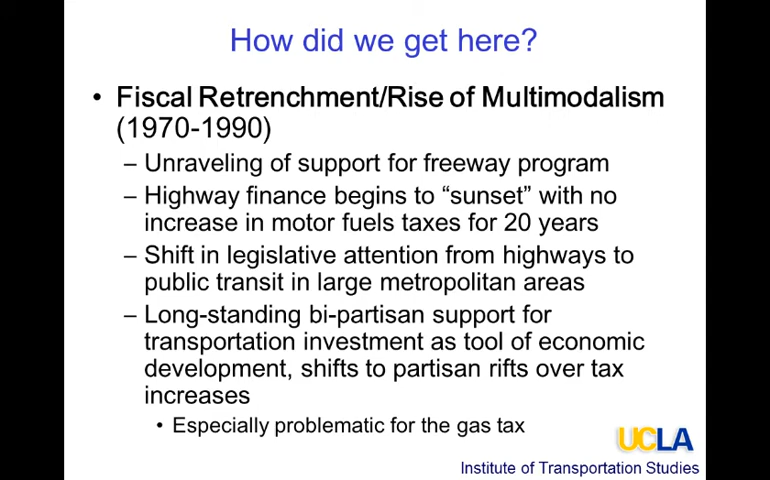 How did we get here?
• Fiscal Retrenchment/Rise of Multimodalism
(1970-1990)
– Unraveling of support for freeway program
– Highway finance begins to “sunset” with no
increase in motor fuels taxes for 20 years
– Shift in legislative attention from highways to
public transit in large metropolitan areas
– Long-standing bi-partisan support for
transportation investment as tool of economic
development, shifts to partisan rifts over tax
increases
• Especially problematic for the gas tax
UCLA
Institute of Transportation Studies